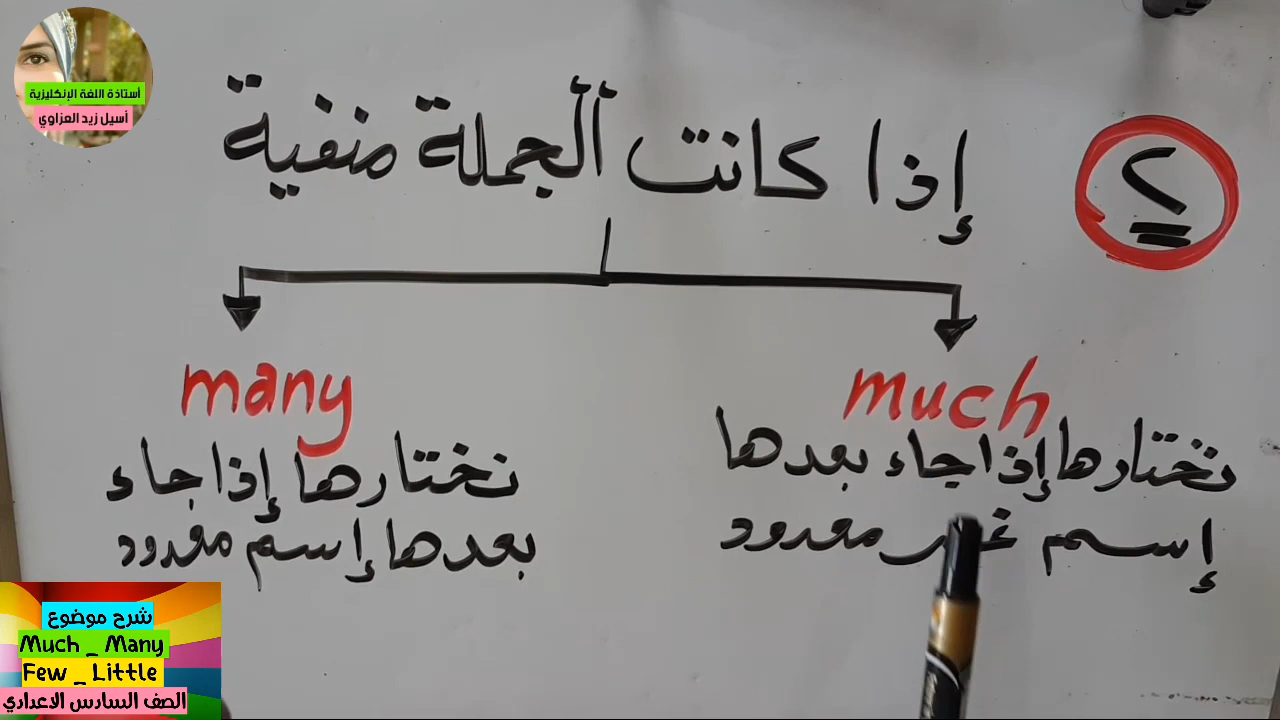 أستاذة اللغة الإنكليزية
أسيل زيد العزاوي
٢
إذا كانت الجملة منفية
much
نختارها إذا جاء بعدها
إسم غير معدود
many
نختارها إذا جاء
بعدها إسم معدود
شرح موضوع
Much _ Many
Few _ Little
الصف السادس الاعدادي